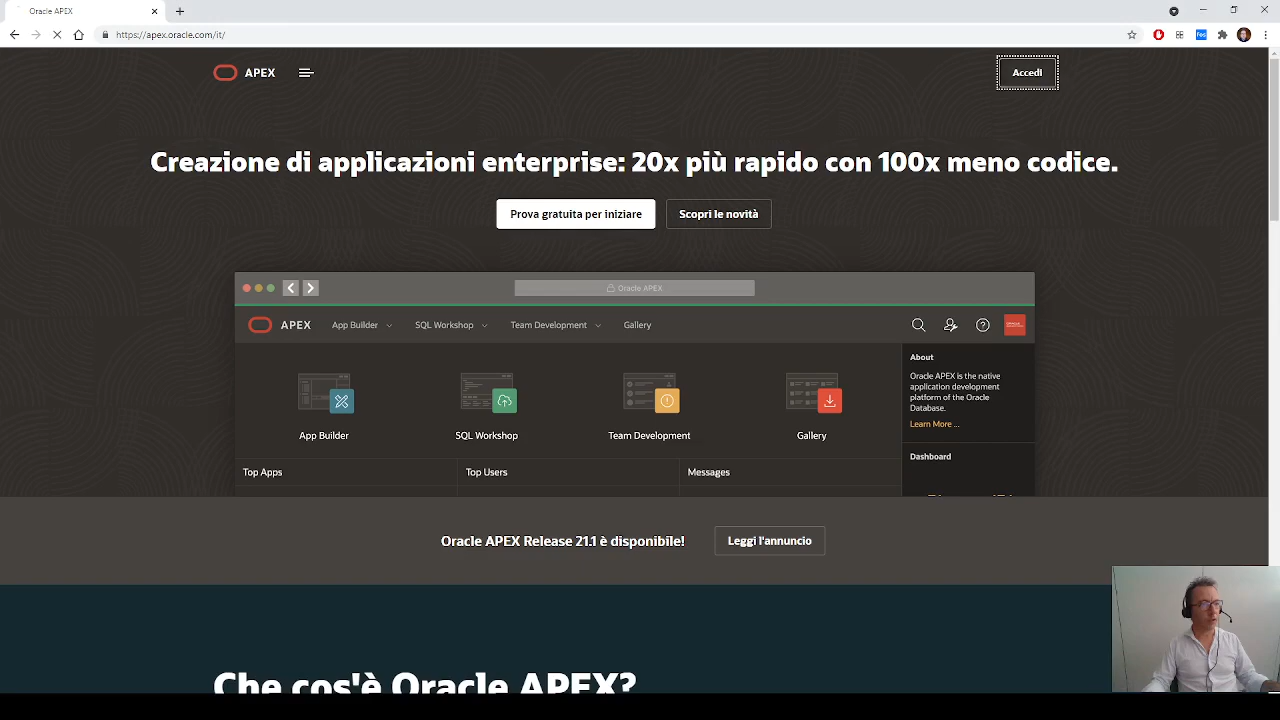 Oracle APEX
https://apex.oracle.com/it/
Fos
APEX
Accedi
Creazione di applicazioni enterprise: 20x più rapido con 100x meno codice.
Prova gratuita per iniziare
Scopri le novità
Oracle APEX
APEX
App Builder
SQL Workshop
Team Development
Gallery
App Builder
SQL Workshop
Team Development
Gallery
About
Oracle APEX is the native
application development
platform of the Oracle
Database.
Learn More ...
Dashboard
Top Apps
Top Users
Messages
Oracle APEX Release 21.1 è disponibile!
Leggi l'annuncio
Che cos'è Oracle APEX?